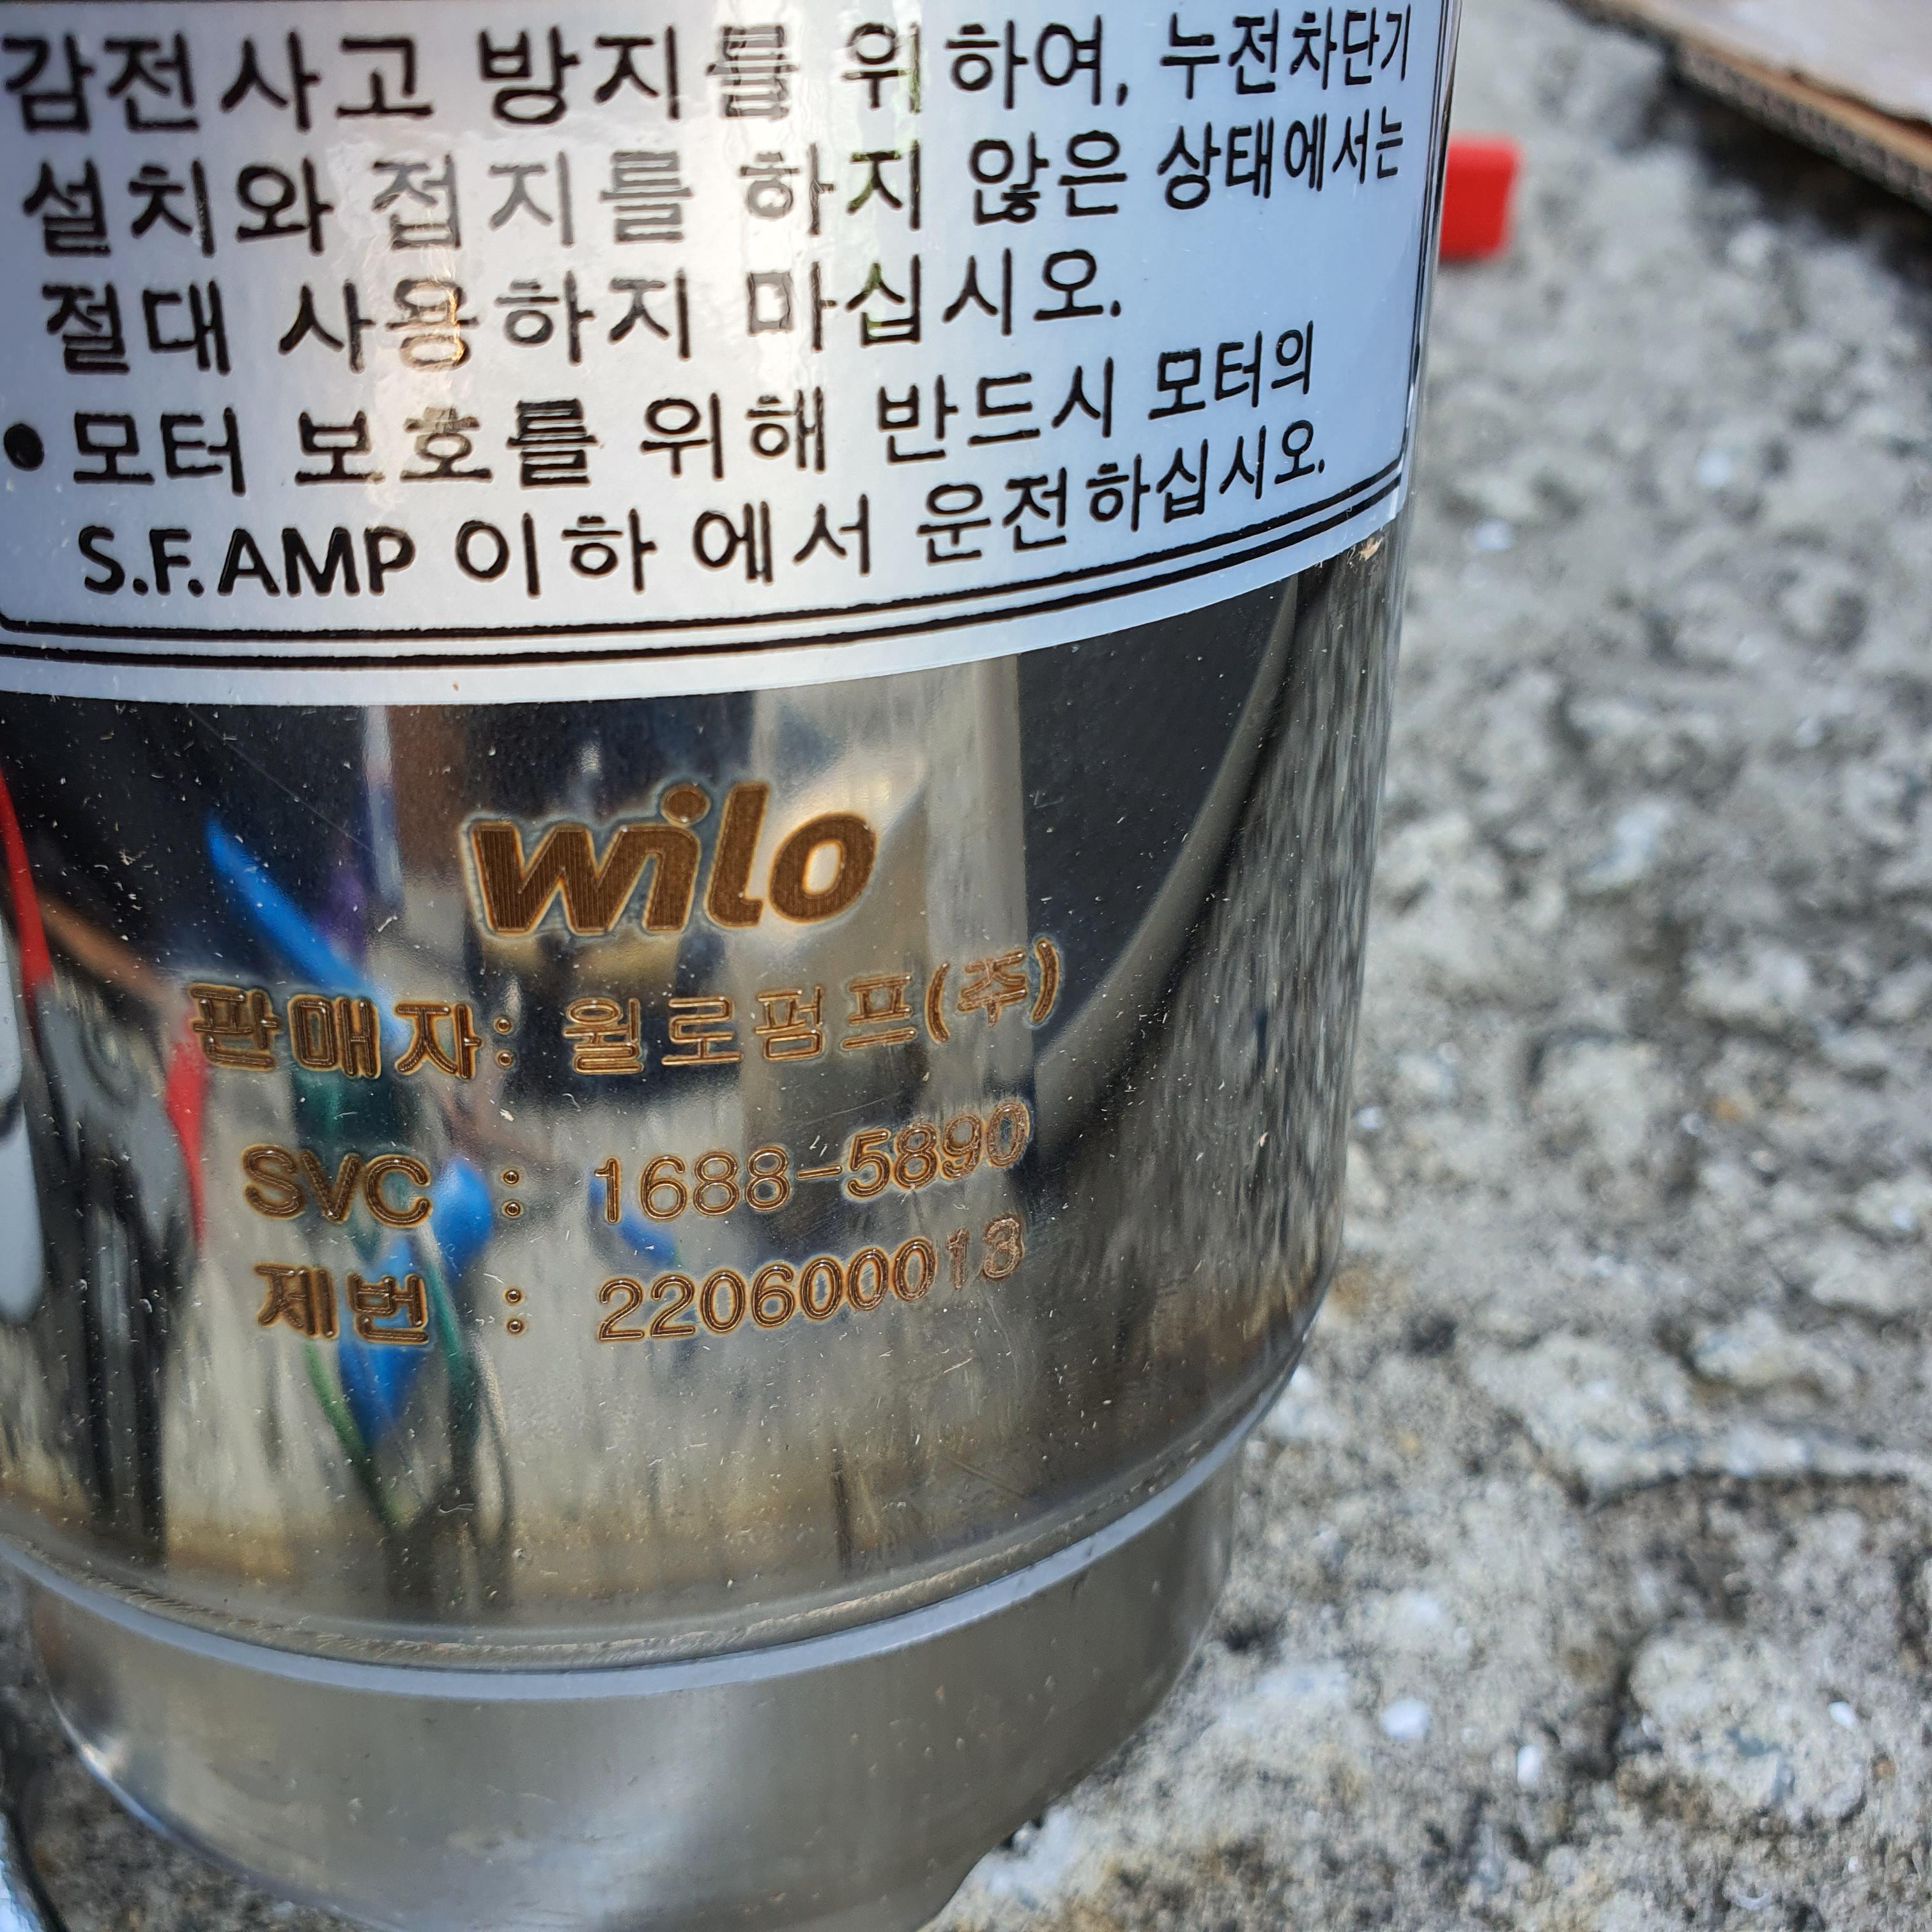 감전사고 방지를 위하여, 누전차단기
설치와 접지를 하지 않은 상태에서는
절대 사용하지 마십시오.
• 모터 보호를 위해 반드시 모터의
S.F.AMP 이하 에서 운전하십시오.
wilo
판매자: 윌로펌프(주)
SVC : 1688-5890
제번 : 220600013